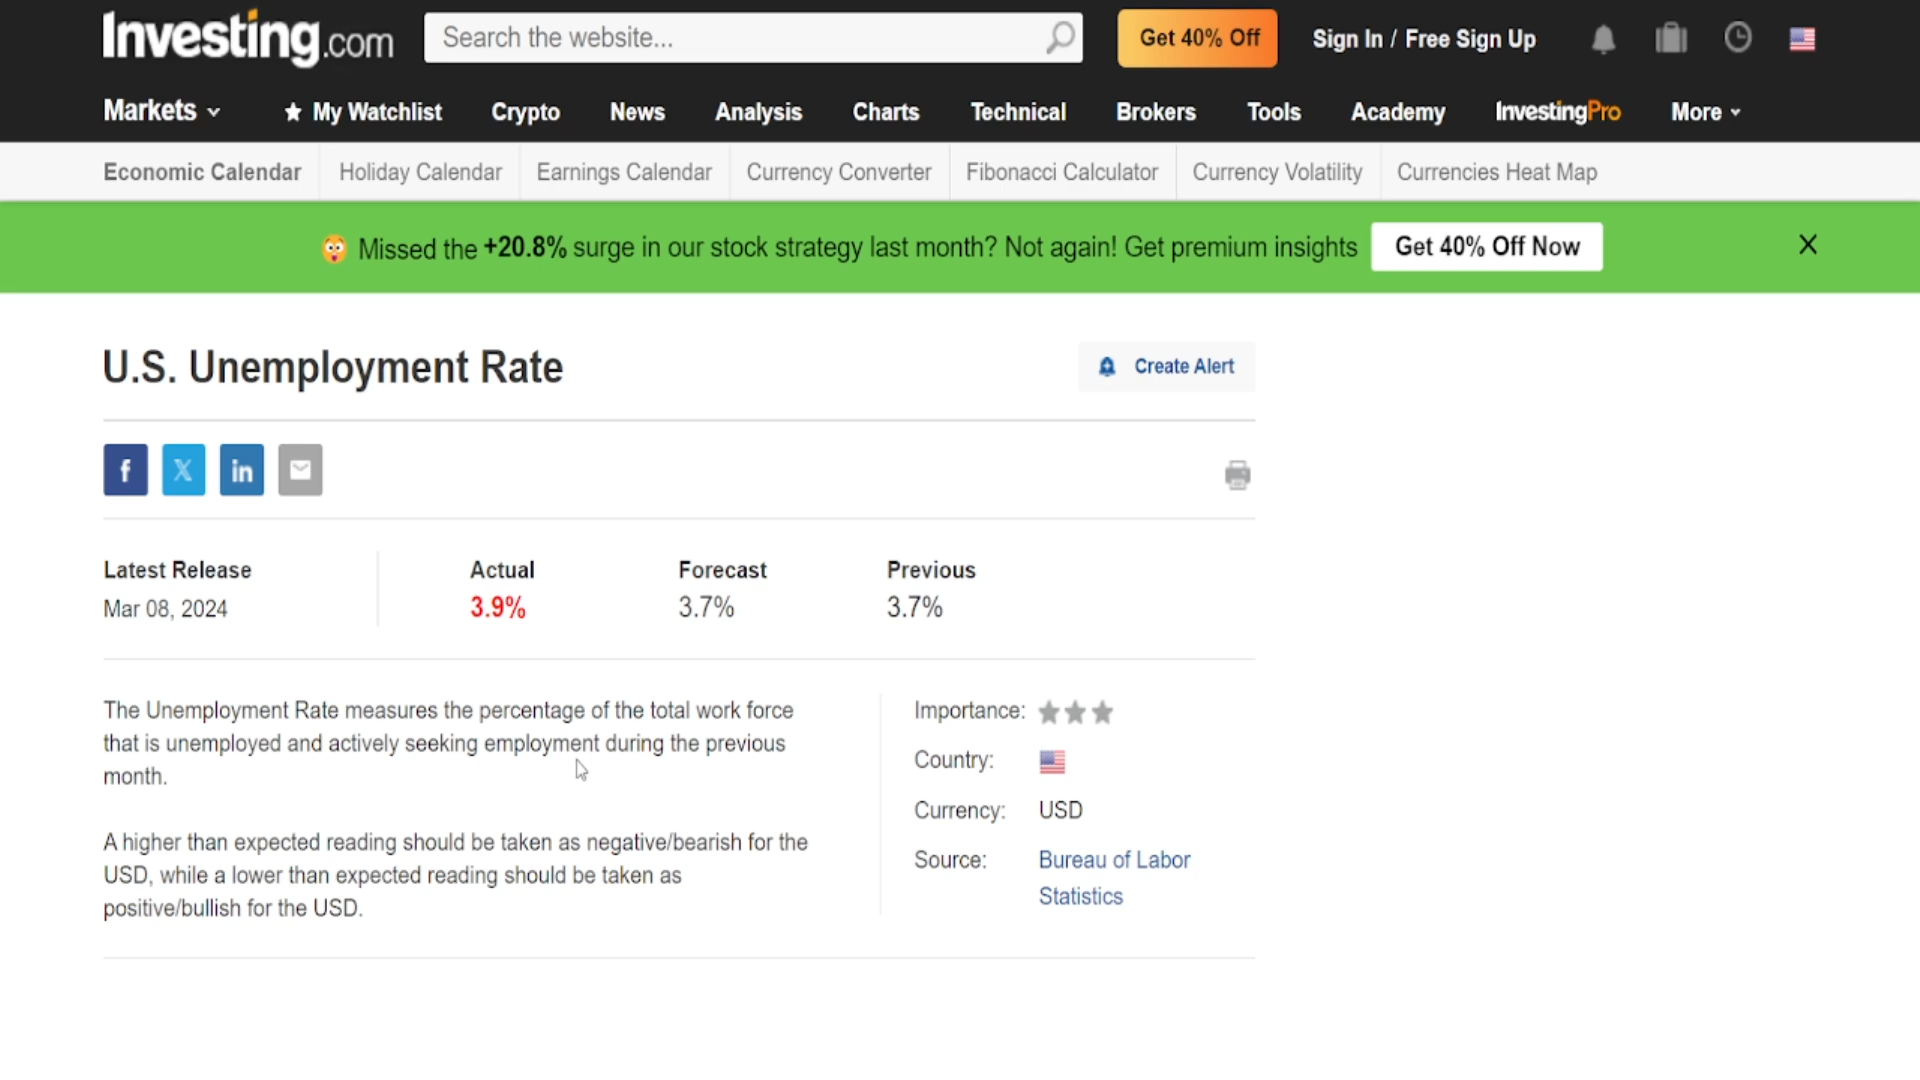 Investing.com
Search the website...
Get 40% Off
Sign In / Free Sign Up
Markets
My Watchlist
Crypto
News
Analysis
Charts
Technical
Brokers
Tools
Academy
InvestingPro
More
Economic Calendar
Holiday Calendar
Earnings Calendar
Currency Converter
Fibonacci Calculator
Currency Volatility
Currencies Heat Map
Missed the +20.8% surge in our stock strategy last month? Not again! Get premium insights
Get 40% Off Now
X
U.S. Unemployment Rate
Create Alert
f
X
in
Latest Release
Actual
Forecast
Previous
Mar 08, 2024
3.9%
3.7%
3.7%
The Unemployment Rate measures the percentage of the total work force
that is unemployed and actively seeking employment during the previous
month.
A higher than expected reading should be taken as negative/bearish for the
USD, while a lower than expected reading should be taken as
positive/bullish for the USD.
Importance:
Country:
Currency: USD
Source: Bureau of Labor
Statistics